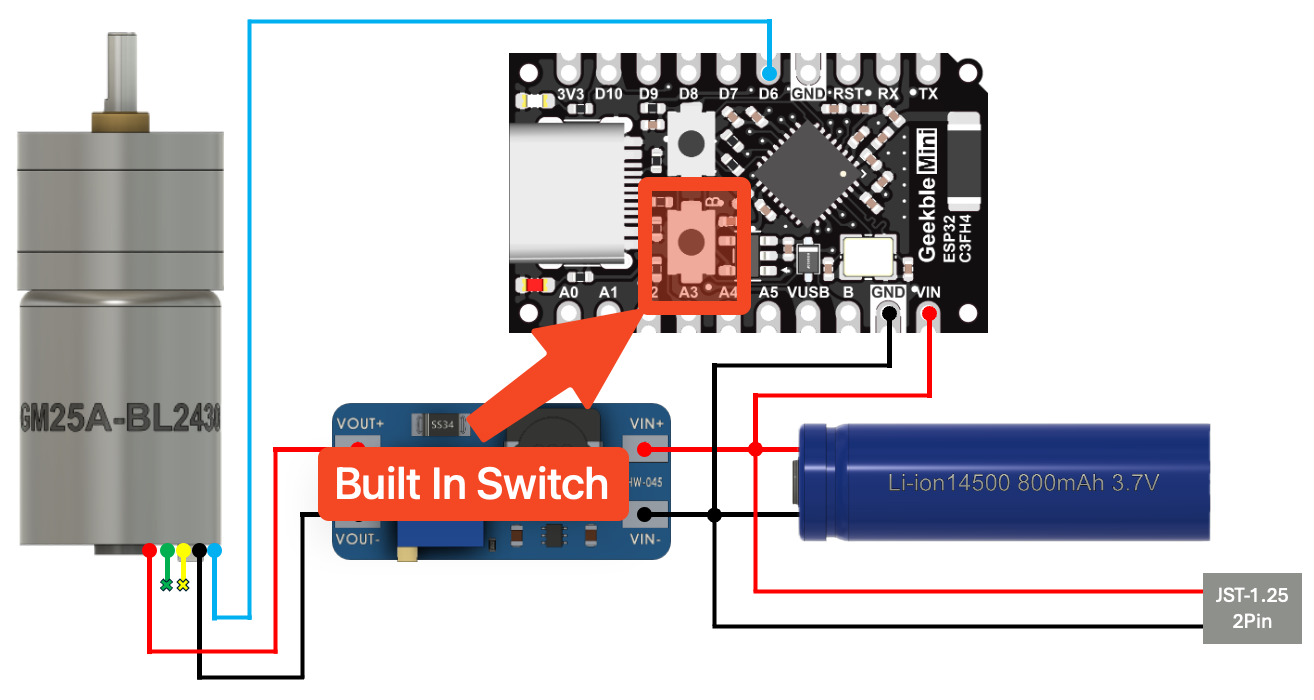 3V3 D10 D9 D8 D7 D6 GND RST RX TX
Geekble Mini
ESP32
C3FH4
B
A0 A1 2 A3 A4 A5 VUSB B GND VIN
GM25A-BL2430
VOUT+
SS34
VIN+
Built In Switch
HW-045
VOUT-
VIN-
Li-ion14500 800mAh 3.7V
JST-1.25
2Pin